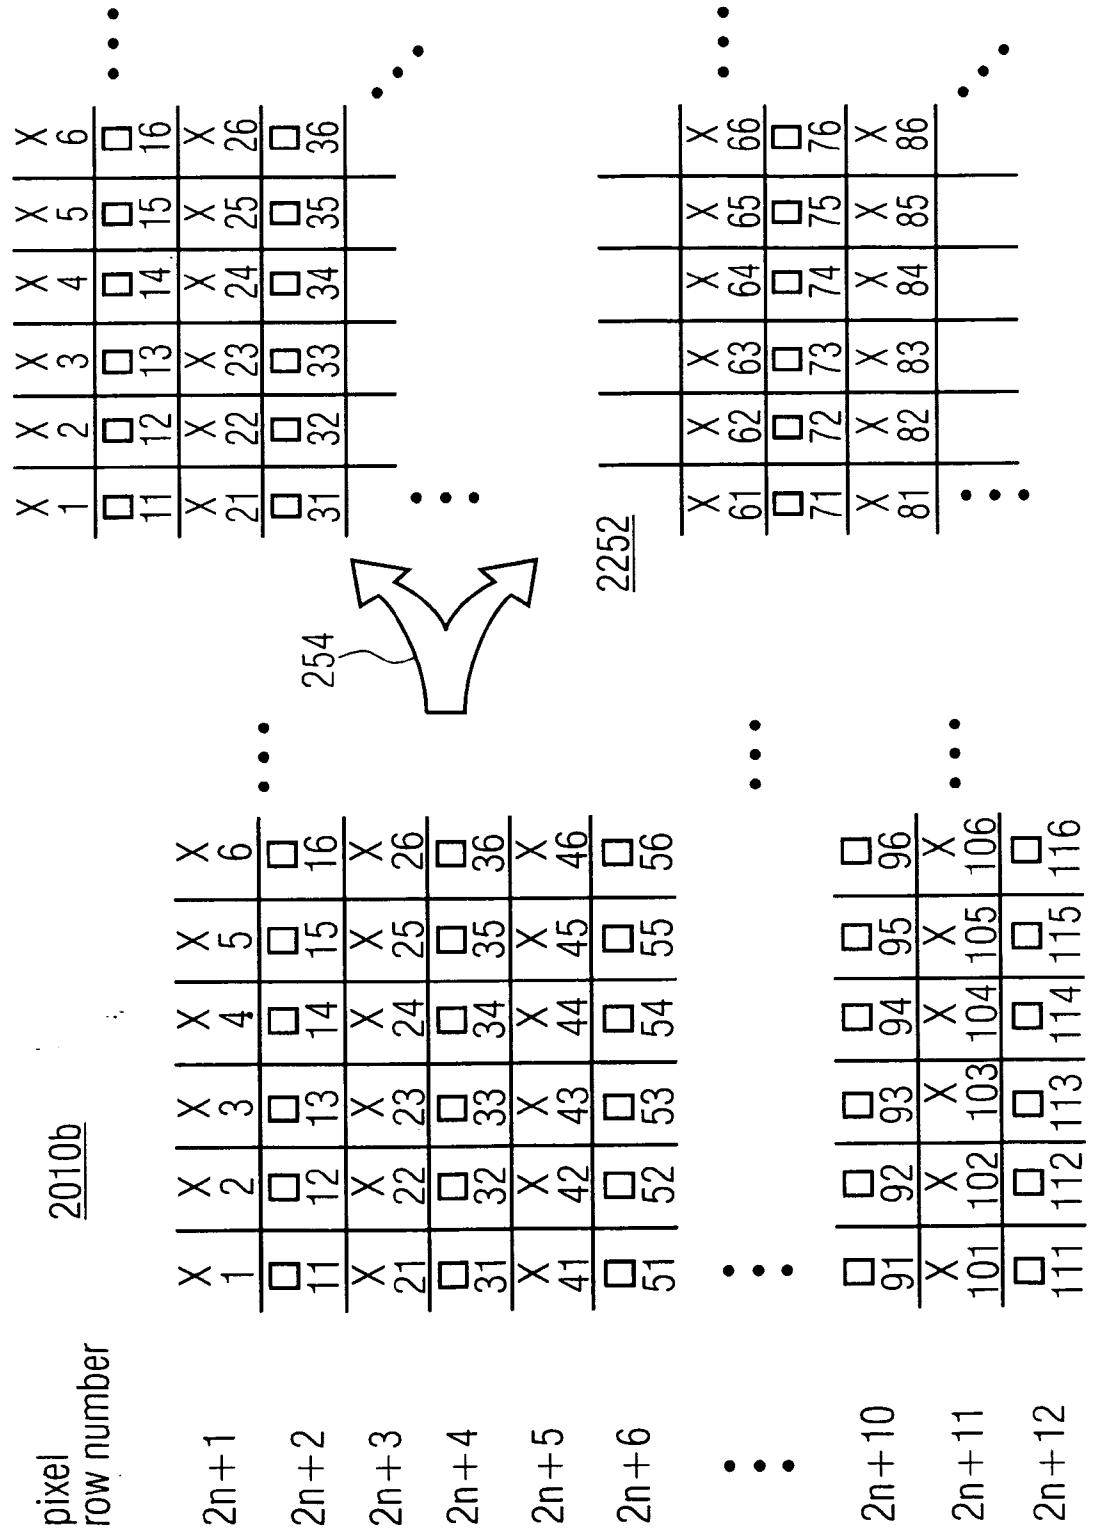 pixel
row number
2010b
2n+1 X 1 X 2 X 3 X 4 X 5 X 6 •••
2n+2 □ 11 □ 12 □ 13 □ 14 □ 15 □ 16
2n+3 X 21 X 22 X 23 X 24 X 25 X 26
2n+4 □ 31 □ 32 □ 33 □ 34 □ 35 □ 36
2n+5 X 41 X 42 X 43 X 44 X 45 X 46
2n+6 □ 51 □ 52 □ 53 □ 54 □ 55 □ 56
••• ••• •••
2n+10 □ 91 □ 92 □ 93 □ 94 □ 95 □ 96
2n+11 X 101 X 102 X 103 X 104 X 105 X 106 •••
2n+12 □ 111 □ 112 □ 113 □ 114 □ 115 □ 116
254
X 1 X 2 X 3 X 4 X 5 X 6
□ 11 □ 12 □ 13 □ 14 □ 15 □ 16 •••
X 21 X 22 X 23 X 24 X 25 X 26
□ 31 □ 32 □ 33 □ 34 □ 35 □ 36
••• •••
2252
X 61 X 62 X 63 X 64 X 65 X 66 •••
□ 71 □ 72 □ 73 □ 74 □ 75 □ 76
X 81 X 82 X 83 X 84 X 85 X 86
••• •••